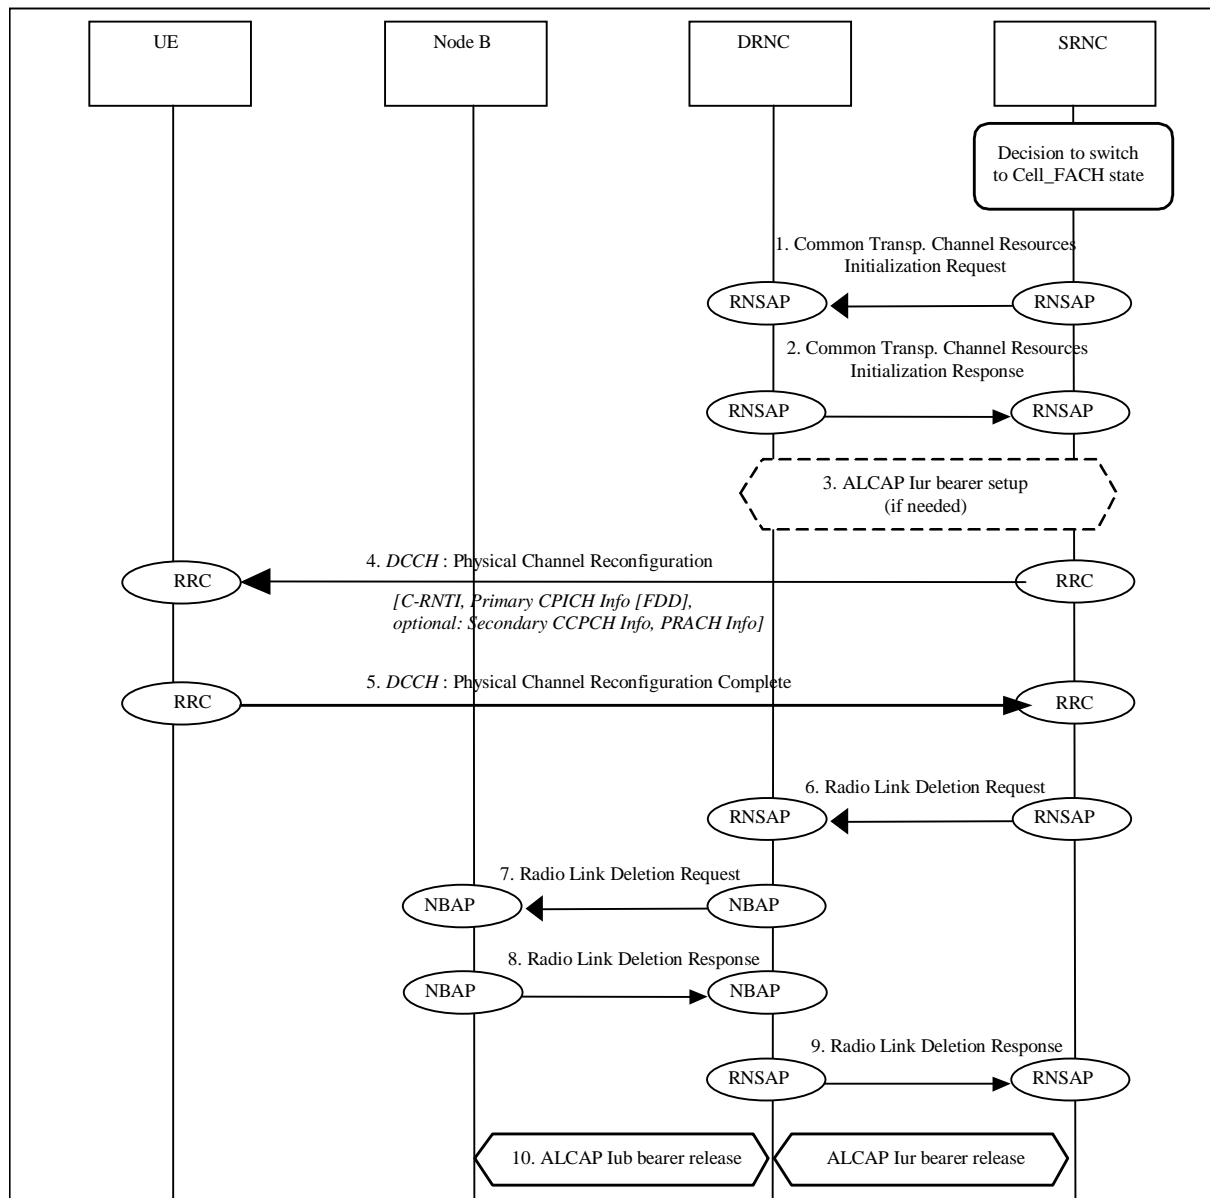 UE
Node B
DRNC
SRNC
Decision to switch
to Cell_FACH state
1. Common Transp. Channel Resources
Initialization Request
RNSAP
RNSAP
2. Common Transp. Channel Resources
Initialization Response
RNSAP
RNSAP
3. ALCAP Iur bearer setup
(if needed)
4. DCCH : Physical Channel Reconfiguration
RRC
RRC
[C-RNTI, Primary CPICH Info [FDD],
optional: Secondary CCPCH Info, PRACH Info]
5. DCCH : Physical Channel Reconfiguration Complete
RRC
RRC
6. Radio Link Deletion Request
RNSAP
RNSAP
7. Radio Link Deletion Request
NBAP
NBAP
8. Radio Link Deletion Response
NBAP
NBAP
9. Radio Link Deletion Response
RNSAP
RNSAP
10. ALCAP Iub bearer release
ALCAP Iur bearer release